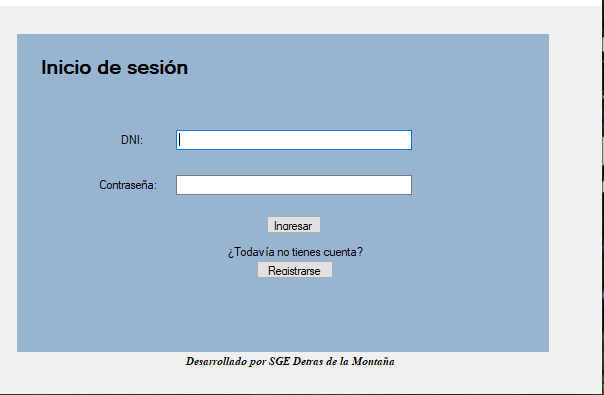 Inicio de sesión
DNI:
Contraseña:
Ingresar
¿Todavía no tienes cuenta?
Registrarse
Desarrollado por SGE Detras de la Montaña